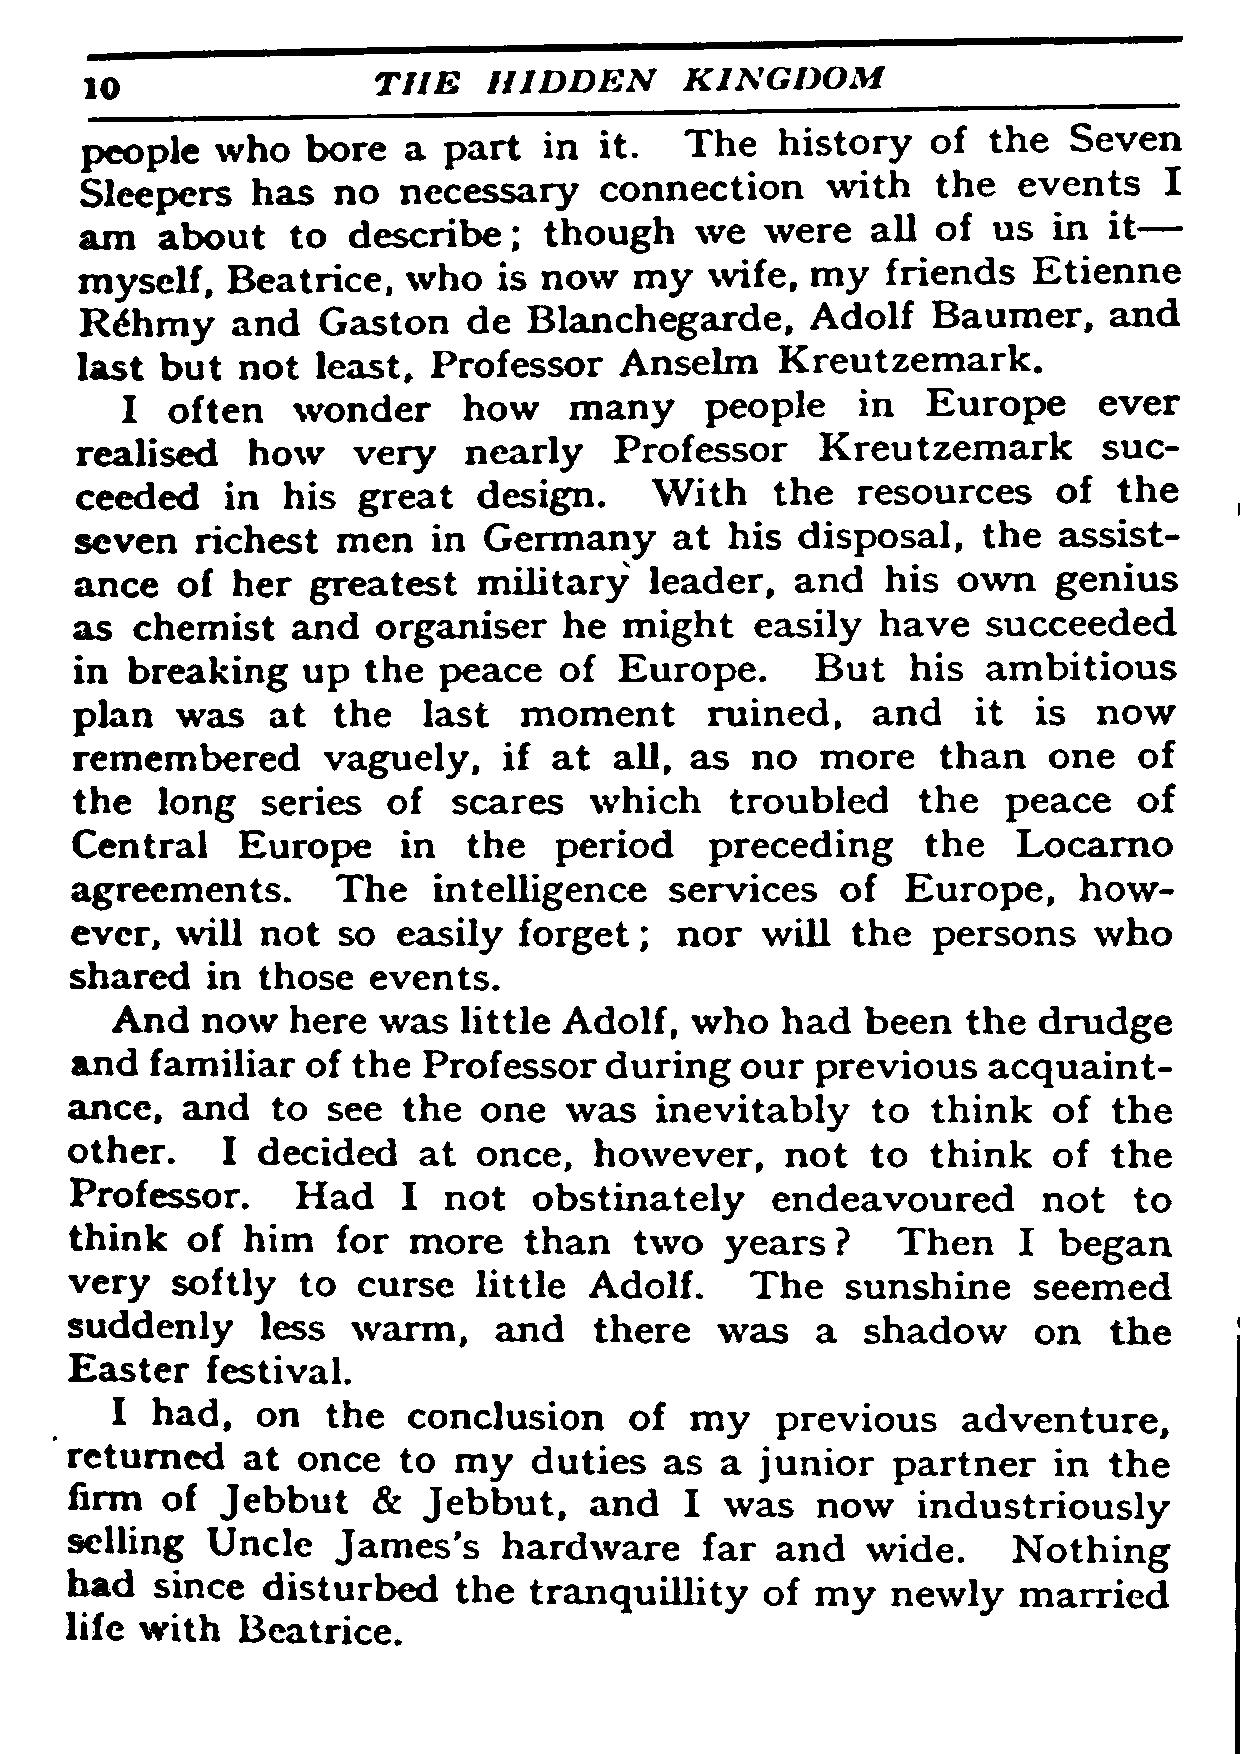 10 THE HIDDEN KINGDOM
people who bore a part in it. The history of the Seven
Sleepers has no necessary connection with the events I
am about to describe; though we were all of us in it—
myself, Beatrice, who is now my wife, my friends Etienne
Réhmy and Gaston de Blanchegarde, Adolf Baumer, and
last but not least, Professor Anselm Kreutzemark.
I often wonder how many people in Europe ever
realised how very nearly Professor Kreutzemark suc-
ceeded in his great design. With the resources of the
seven richest men in Germany at his disposal, the assist-
ance of her greatest military leader, and his own genius
as chemist and organiser he might easily have succeeded
in breaking up the peace of Europe. But his ambitious
plan was at the last moment ruined, and it is now
remembered vaguely, if at all, as no more than one of
the long series of scares which troubled the peace of
Central Europe in the period preceding the Locarno
agreements. The intelligence services of Europe, how-
ever, will not so easily forget; nor will the persons who
shared in those events.
And now here was little Adolf, who had been the drudge
and familiar of the Professor during our previous acquaint-
ance, and to see the one was inevitably to think of the
other. I decided at once, however, not to think of the
Professor. Had I not obstinately endeavoured not to
think of him for more than two years? Then I began
very softly to curse little Adolf. The sunshine seemed
suddenly less warm, and there was a shadow on the
Easter festival.
I had, on the conclusion of my previous adventure,
returned at once to my duties as a junior partner in the
firm of Jebbut & Jebbut, and I was now industriously
selling Uncle James's hardware far and wide. Nothing
had since disturbed the tranquillity of my newly married
life with Beatrice.